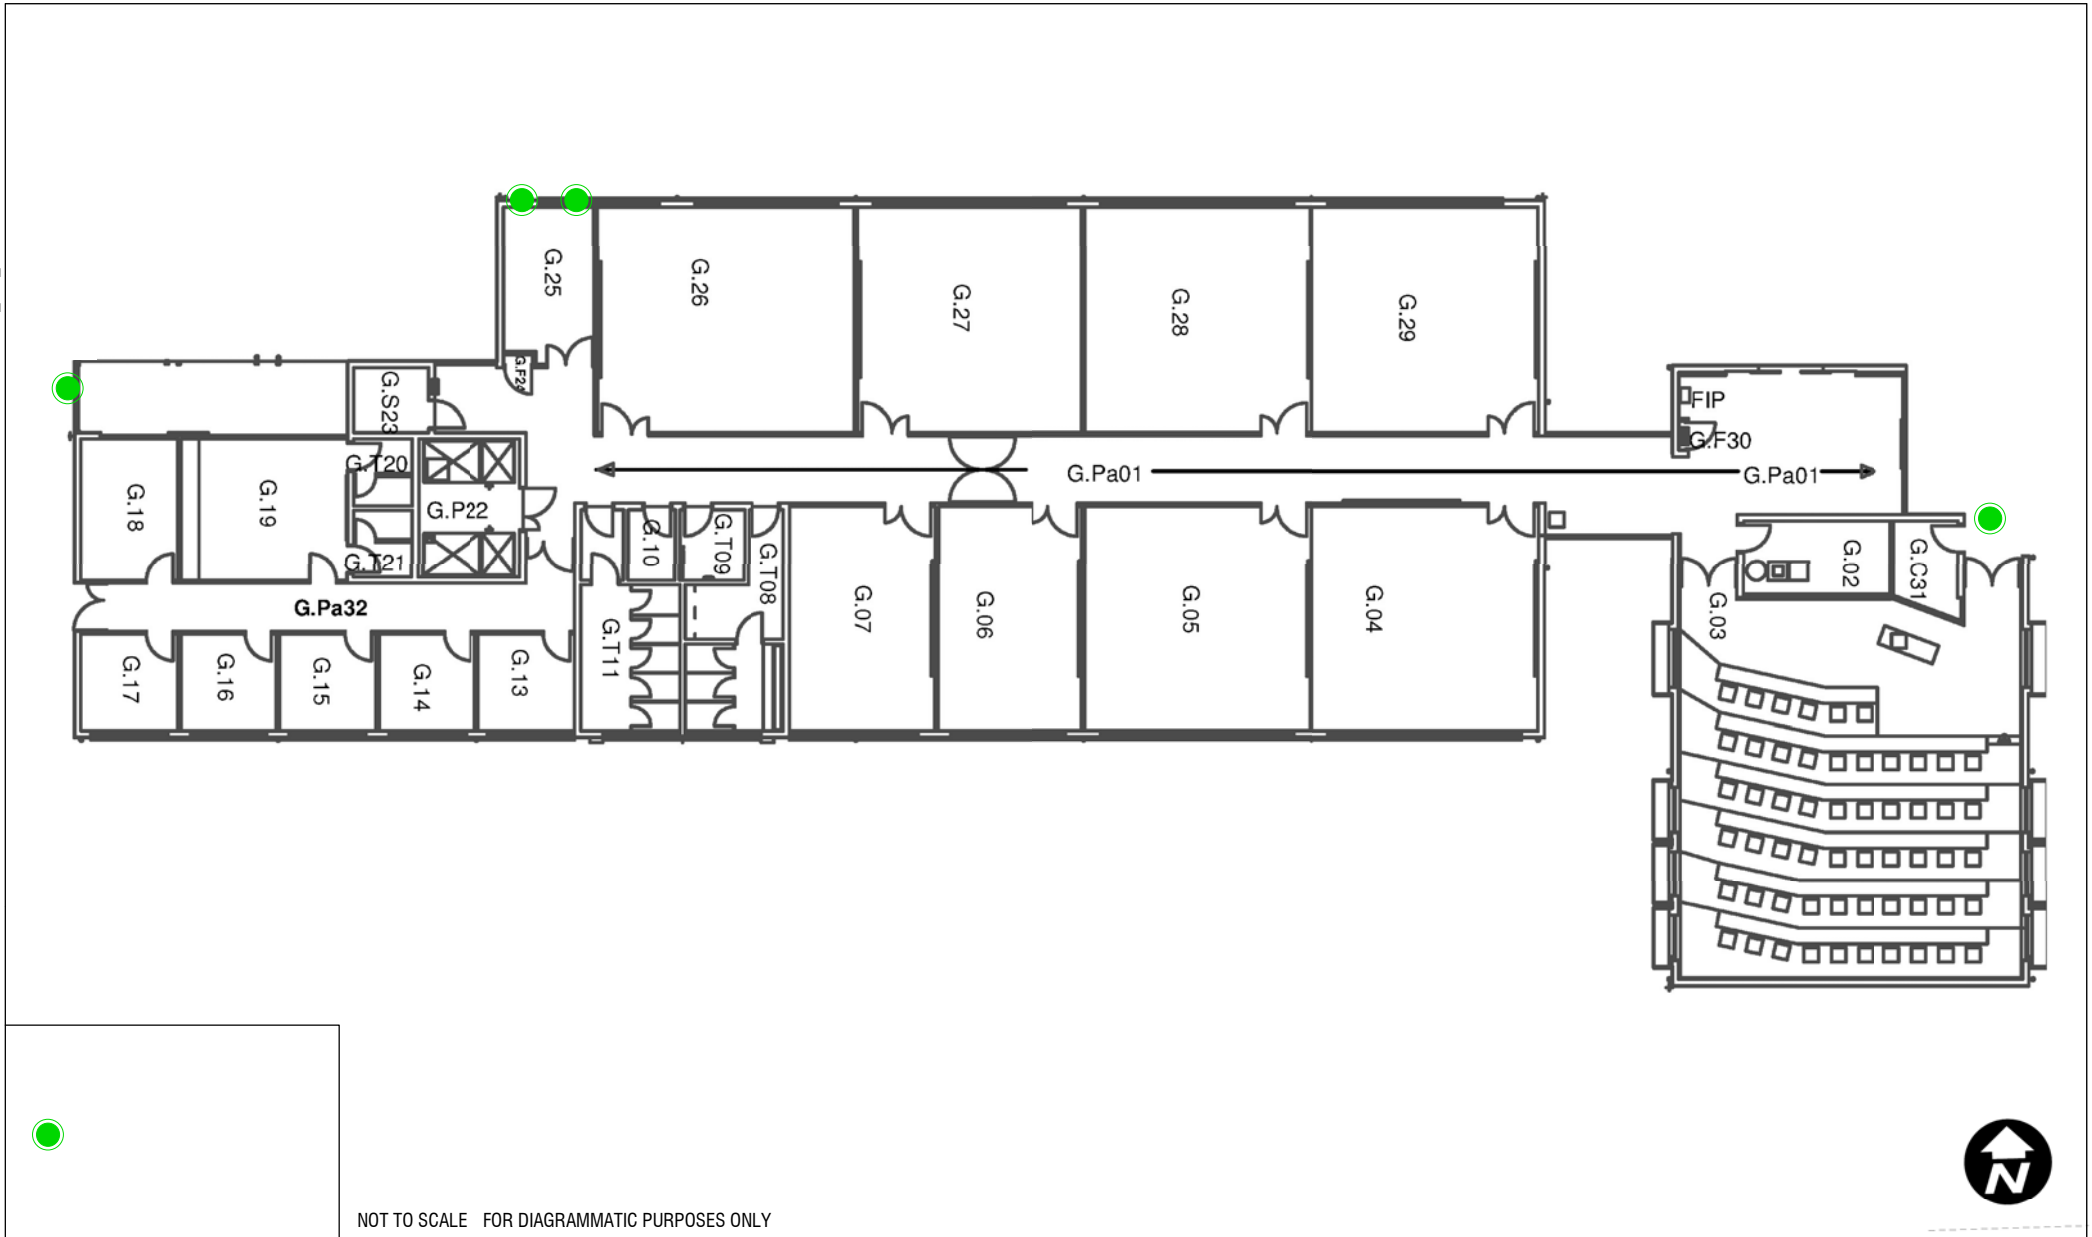 G.25
G.26
G.27
G.28
G.29
G.F24
G.S23
FIP
G.F30
G.T20
G.Pa01
G.Pa01
G.18
G.19
G.P22
G.10
G.T09
G.T08
G.02
G.C31
G.T21
G.Pa32
G.07
G.06
G.05
G.04
G.03
G.17
G.16
G.15
G.14
G.13
G.T11
N
NOT TO SCALE FOR DIAGRAMMATIC PURPOSES ONLY